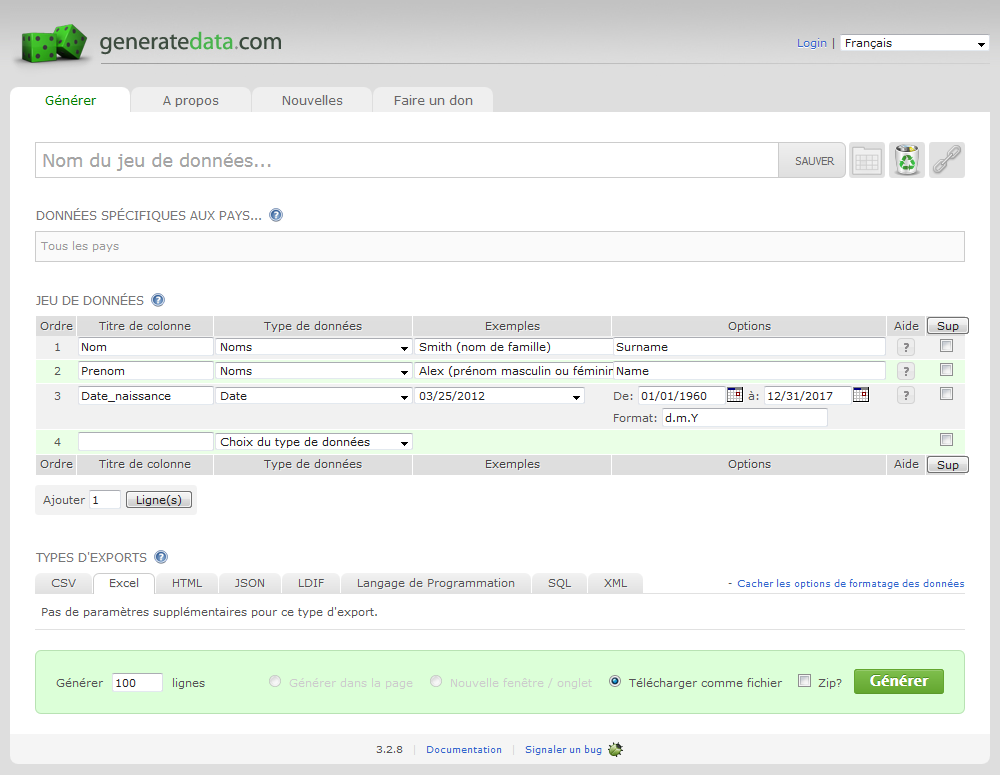 generatedata.com
Login | Français
Générer A propos Nouvelles Faire un don
Nom du jeu de données... SAUVER
DONNÉES SPÉCIFIQUES AUX PAYS... ?
Tous les pays
JEU DE DONNÉES ?
Ordre Titre de colonne Type de données Exemples Options Aide Sup
1 Nom Noms Smith (nom de famille) Surname ?
2 Prenom Noms Alex (prénom masculin ou féminin Name ?
3 Date_naissance Date 03/25/2012 De: 01/01/1960 à: 12/31/2017 ?
Format: d.m.Y
4 Choix du type de données
Ordre Titre de colonne Type de données Exemples Options Aide Sup
Ajouter 1 Ligne(s)
TYPES D'EXPORTS ?
CSV Excel HTML JSON LDIF Langage de Programmation SQL XML - Cacher les options de formatage des données
Pas de paramètres supplémentaires pour ce type d'export.
Générer 100 lignes Générer dans la page Nouvelle fenêtre / onglet Télécharger comme fichier Zip? Générer
3.2.8 | Documentation | Signaler un bug